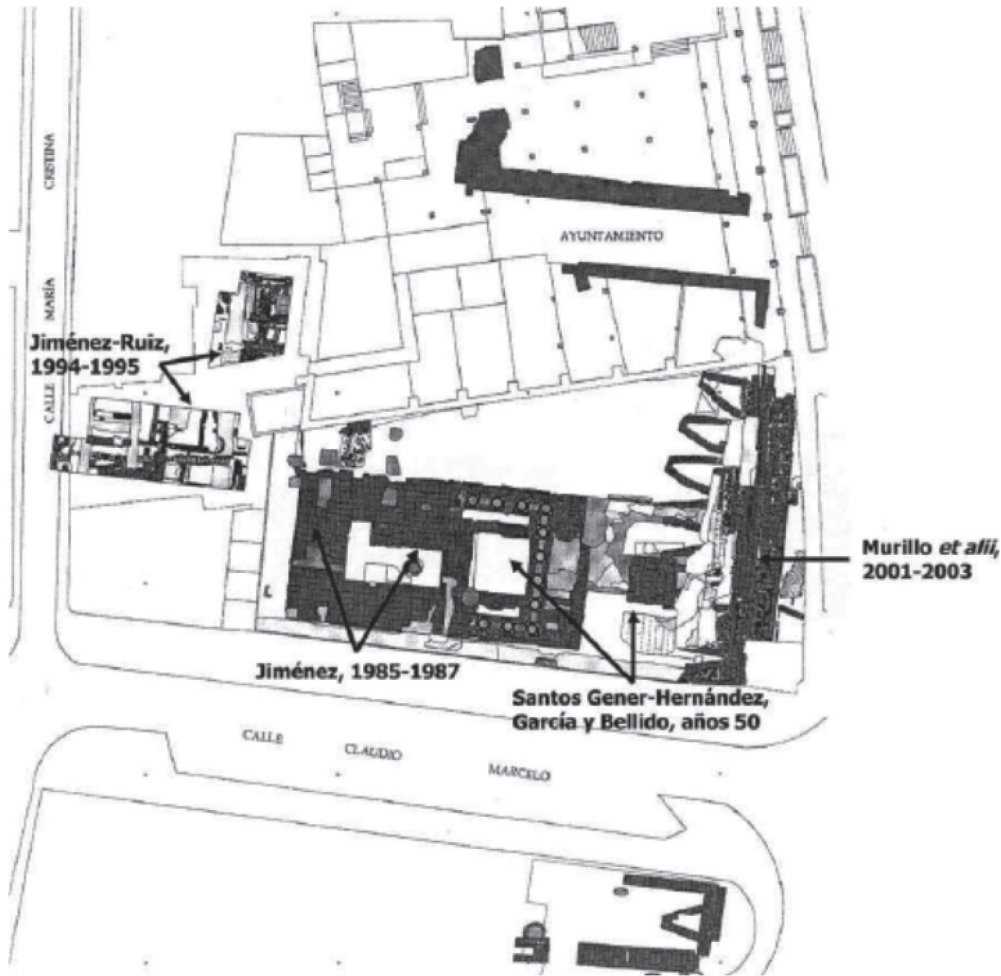 CALLE MARÍA CRISTINA
AYUNTAMIENTO
Jiménez-Ruiz,
1994-1995
Murillo et alii,
2001-2003
Jiménez, 1985-1987
Santos Gener-Hernández,
García y Bellido, años 50
CALLE CLAUDIO MARCELO